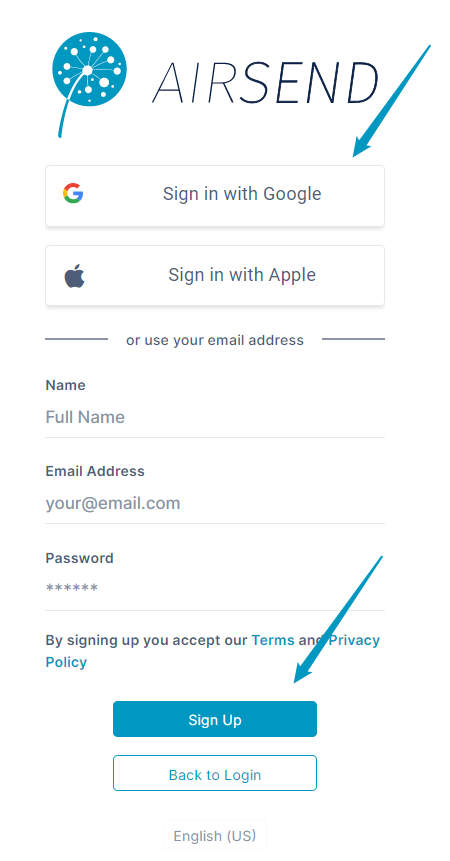 AIRSEND
Sign in with Google
Sign in with Apple
or use your email address
Name
Full Name
Email Address
your@email.com
Password
******
By signing up you accept our Terms and Privacy
Policy
Sign Up
Back to Login
English (US)